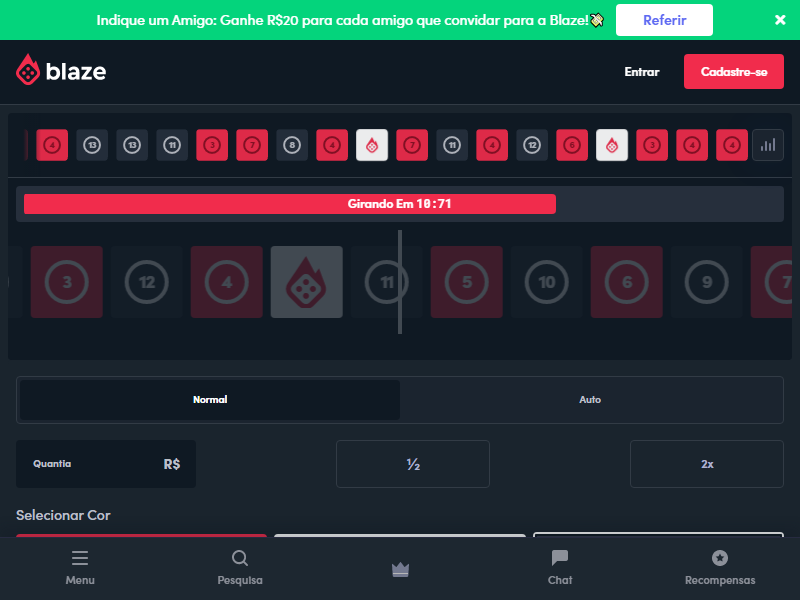 Indique um Amigo: Ganhe R$20 para cada amigo que convidar para a Blaze!💸 Referir ×
blaze Entrar Cadastre-se
4 13 13 11 3 7 8 4 7 11 4 12 6 3 4 4
Girando Em 10:71
3 12 4 11 5 10 6 9 7
Normal Auto
Quantia R$ ½ 2x
Selecionar Cor
Menu Pesquisa Chat Recompensas